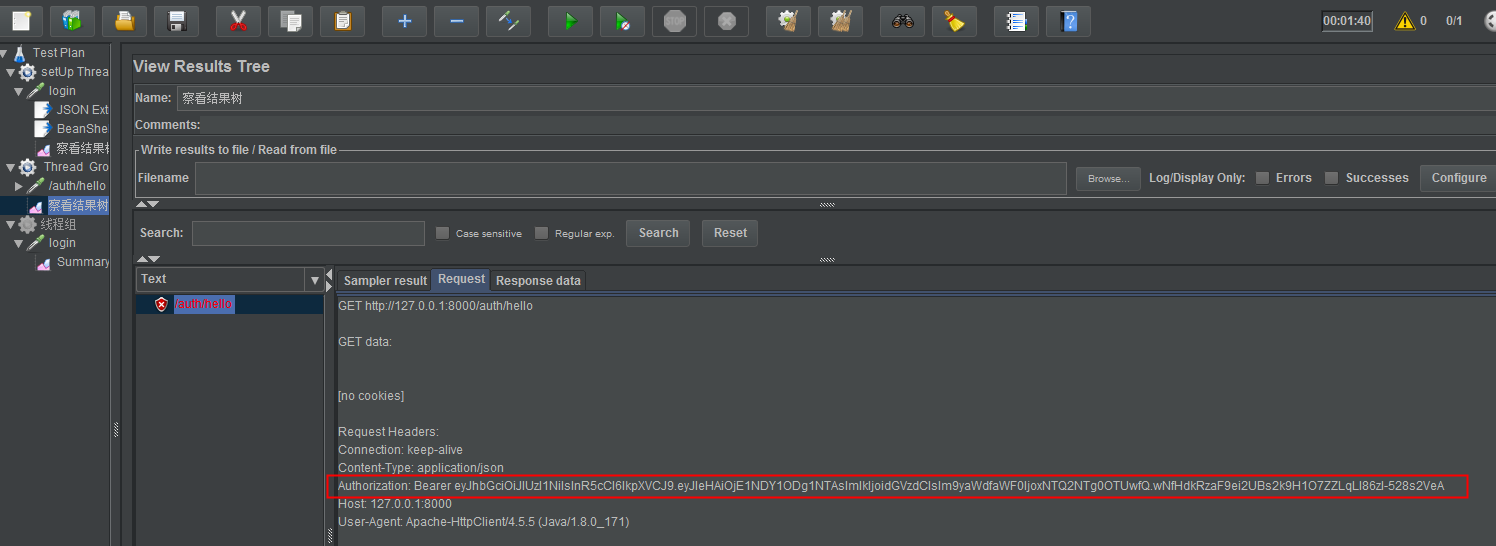 STOP
00:01:40
0
0/1
Test Plan
setUp Threa
login
JSON Ext
BeanShe
察看结果树
Thread Gro
/auth/hello
察看结果树
线程组
login
Summary
View Results Tree
Name: 察看结果树
Comments:
Write results to file / Read from file
Filename
Browse...
Log/Display Only:
Errors
Successes
Configure
Search:
Case sensitive
Regular exp.
Search
Reset
Text
/auth/hello
Sampler result
Request
Response data
GET http://127.0.0.1:8000/auth/hello
GET data:
[no cookies]
Request Headers:
Connection: keep-alive
Content-Type: application/json
Authorization: Bearer
Host: 127.0.0.1:8000
User-Agent: Apache-HttpClient/4.5.5 (Java/1.8.0_171)